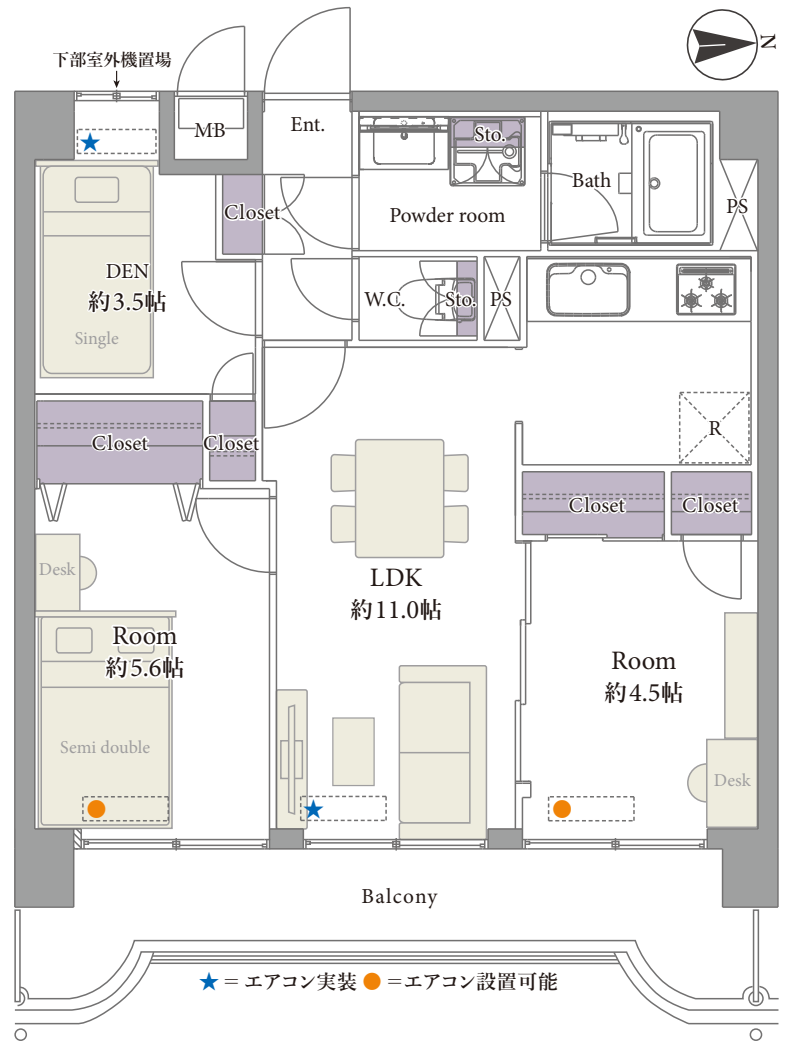 下部室外機置場
N
MB
Ent.
Sto.
Bath
PS
Closet
Powder room
DEN
約3.5帖
W.C.
Sto.
PS
Single
R
Closet
Closet
Closet
Closet
Desk
LDK
約11.0帖
Room
約5.6帖
Room
約4.5帖
Semi double
Desk
Balcony
★ = エアコン実装 ● =エアコン設置可能